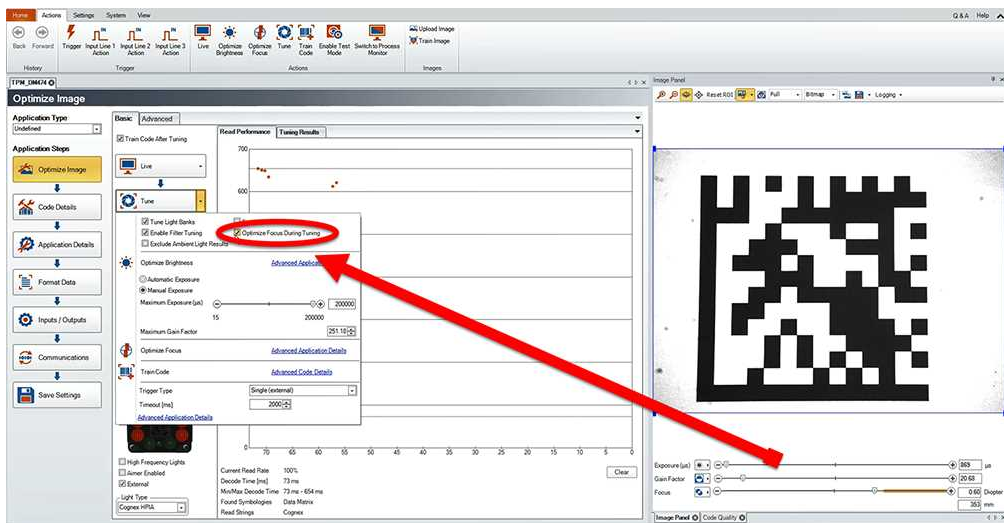 Home Actions Settings System View Q & A Help
Back Forward Trigger Input Line 1 Action Input Line 2 Action Input Line 3 Action Live Optimize Brightness Optimize Focus Tune Train Code Enable Test Mode Switch to Process Monitor Upload Image
Train Image
History Trigger Actions Images
TPM_DM474
Image Panel
Reset ROI Full Bitmap Logging
Optimize Image
Application Type
Undefined
Application Steps
Optimize Image
Code Details
Application Details
Format Data
Inputs / Outputs
Communications
Save Settings
Basic Advanced
Train Code After Tuning
Live
Tune
Read Performance Tuning Results
700
600
Tune Light Banks
Enable Filter Tuning Optimize Focus During Tuning
Exclude Ambient Light Results
Optimize Brightness Advanced Applicati
Automatic Exposure
Manual Exposure
Maximum Exposure (µs) 200000
15 200000
Maximum Gain Factor 251.18
Optimize Focus Advanced Application Details
Train Code Advanced Code Details
Trigger Type Single (external)
Timeout [ms] 2000
Advanced Application Details
0
70 65 60 55 50 45 40 35 30 25 20 15 10 5 0
High Frequency Lights
Aimer Enabled
External
Light Type
Cognex HPIA
Current Read Rate 100%
Decode Time [ms] 73 ms
Min/Max Decode Time 73 ms - 654 ms
Found Symbologies Data Matrix
Read Strings Cognex
Clear
Exposure (µs) 869 µs
Gain Factor 20.68
Focus 0.60 Diopter
353 mm
Image Panel Code Quality